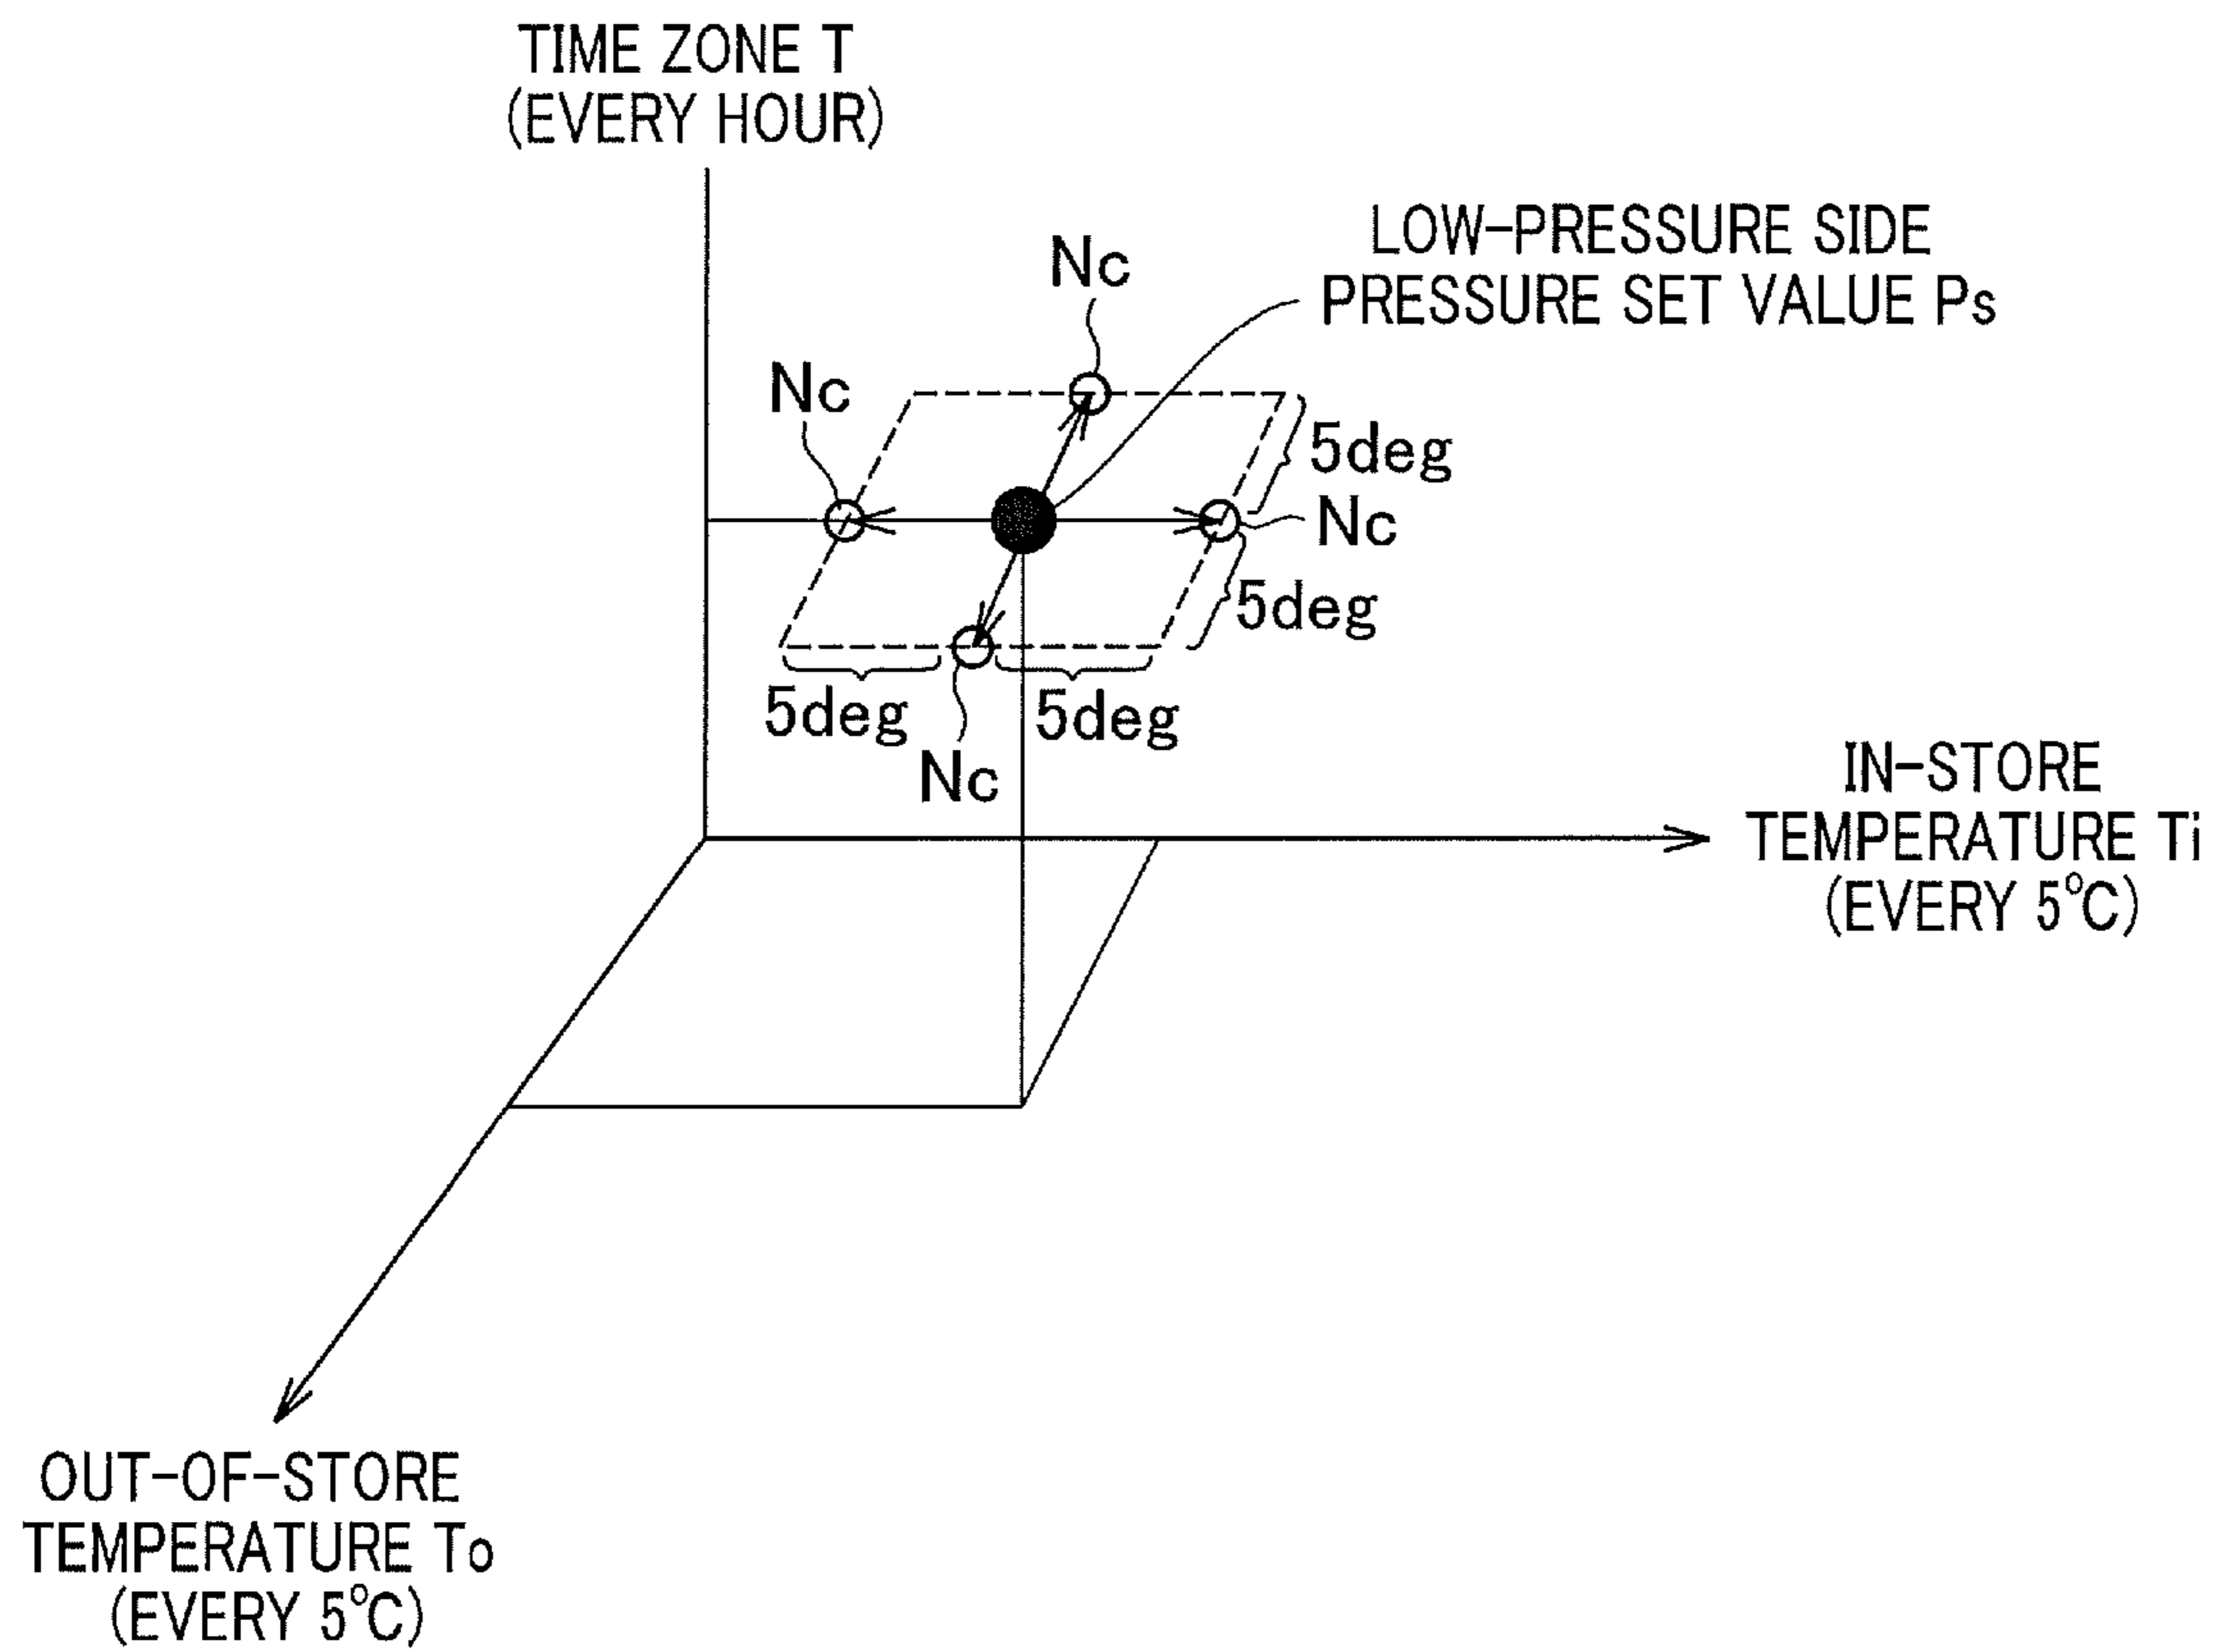 TIME ZONE T
(EVERY HOUR)
LOW-PRESSURE SIDE
PRESSURE SET VALUE Ps
Nc
Nc
5deg
Nc
5deg
5deg
5deg
Nc
IN-STORE
TEMPERATURE Ti
(EVERY 5°C)
OUT-OF-STORE
TEMPERATURE To
(EVERY 5°C)